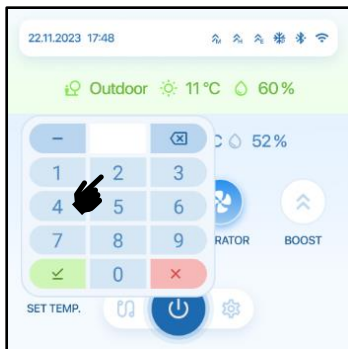 22.11.2023 17:48
Outdoor 11 °C 60 %
C 52 %
−
1 2 3
4 5 6
7 8 9
0
RATOR BOOST
SET TEMP.